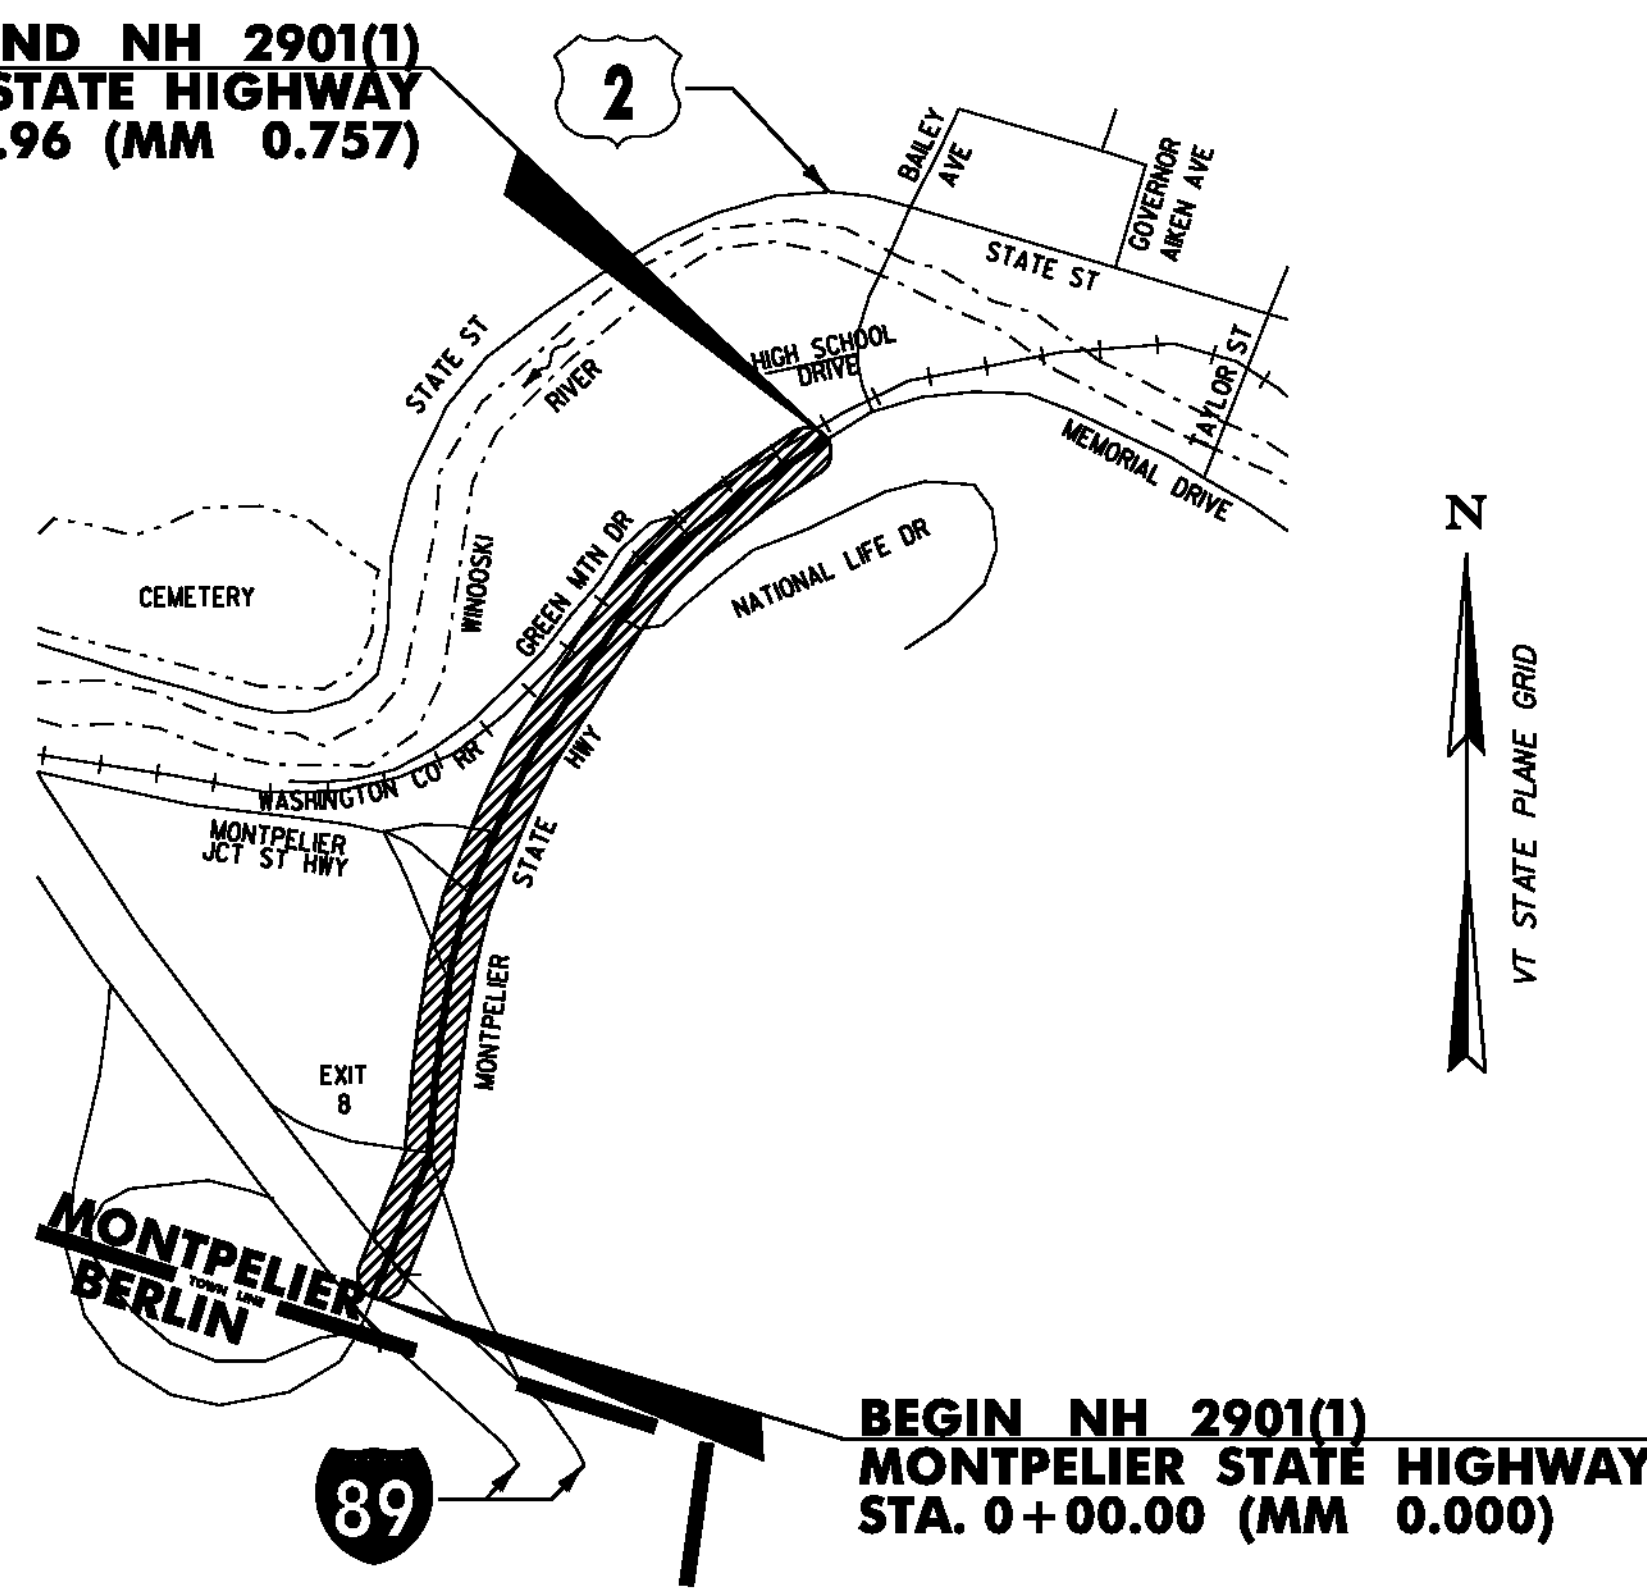 ND NH 2901(1)
STATE HIGHWAY
.96 (MM 0.757)
2
BAILEY
AVE
GOVERNOR
AIKEN AVE
STATE ST
STATE ST
HIGH SCHOOL
DRIVE
TAYLOR ST
RIVER
MEMORIAL DRIVE
N
VT STATE PLANE GRID
GREEN MTN DR
NATIONAL LIFE DR
WINOOSKI
CEMETERY
HWY
WASHINGTON CO RR
MONTPELIER
JCT ST HWY
STATE
MONTPELIER
EXIT
8
MONTPELIER
TOWN LINE
BERLIN
BEGIN NH 2901(1)
MONTPELIER STATE HIGHWAY
STA. 0+00.00 (MM 0.000)
89